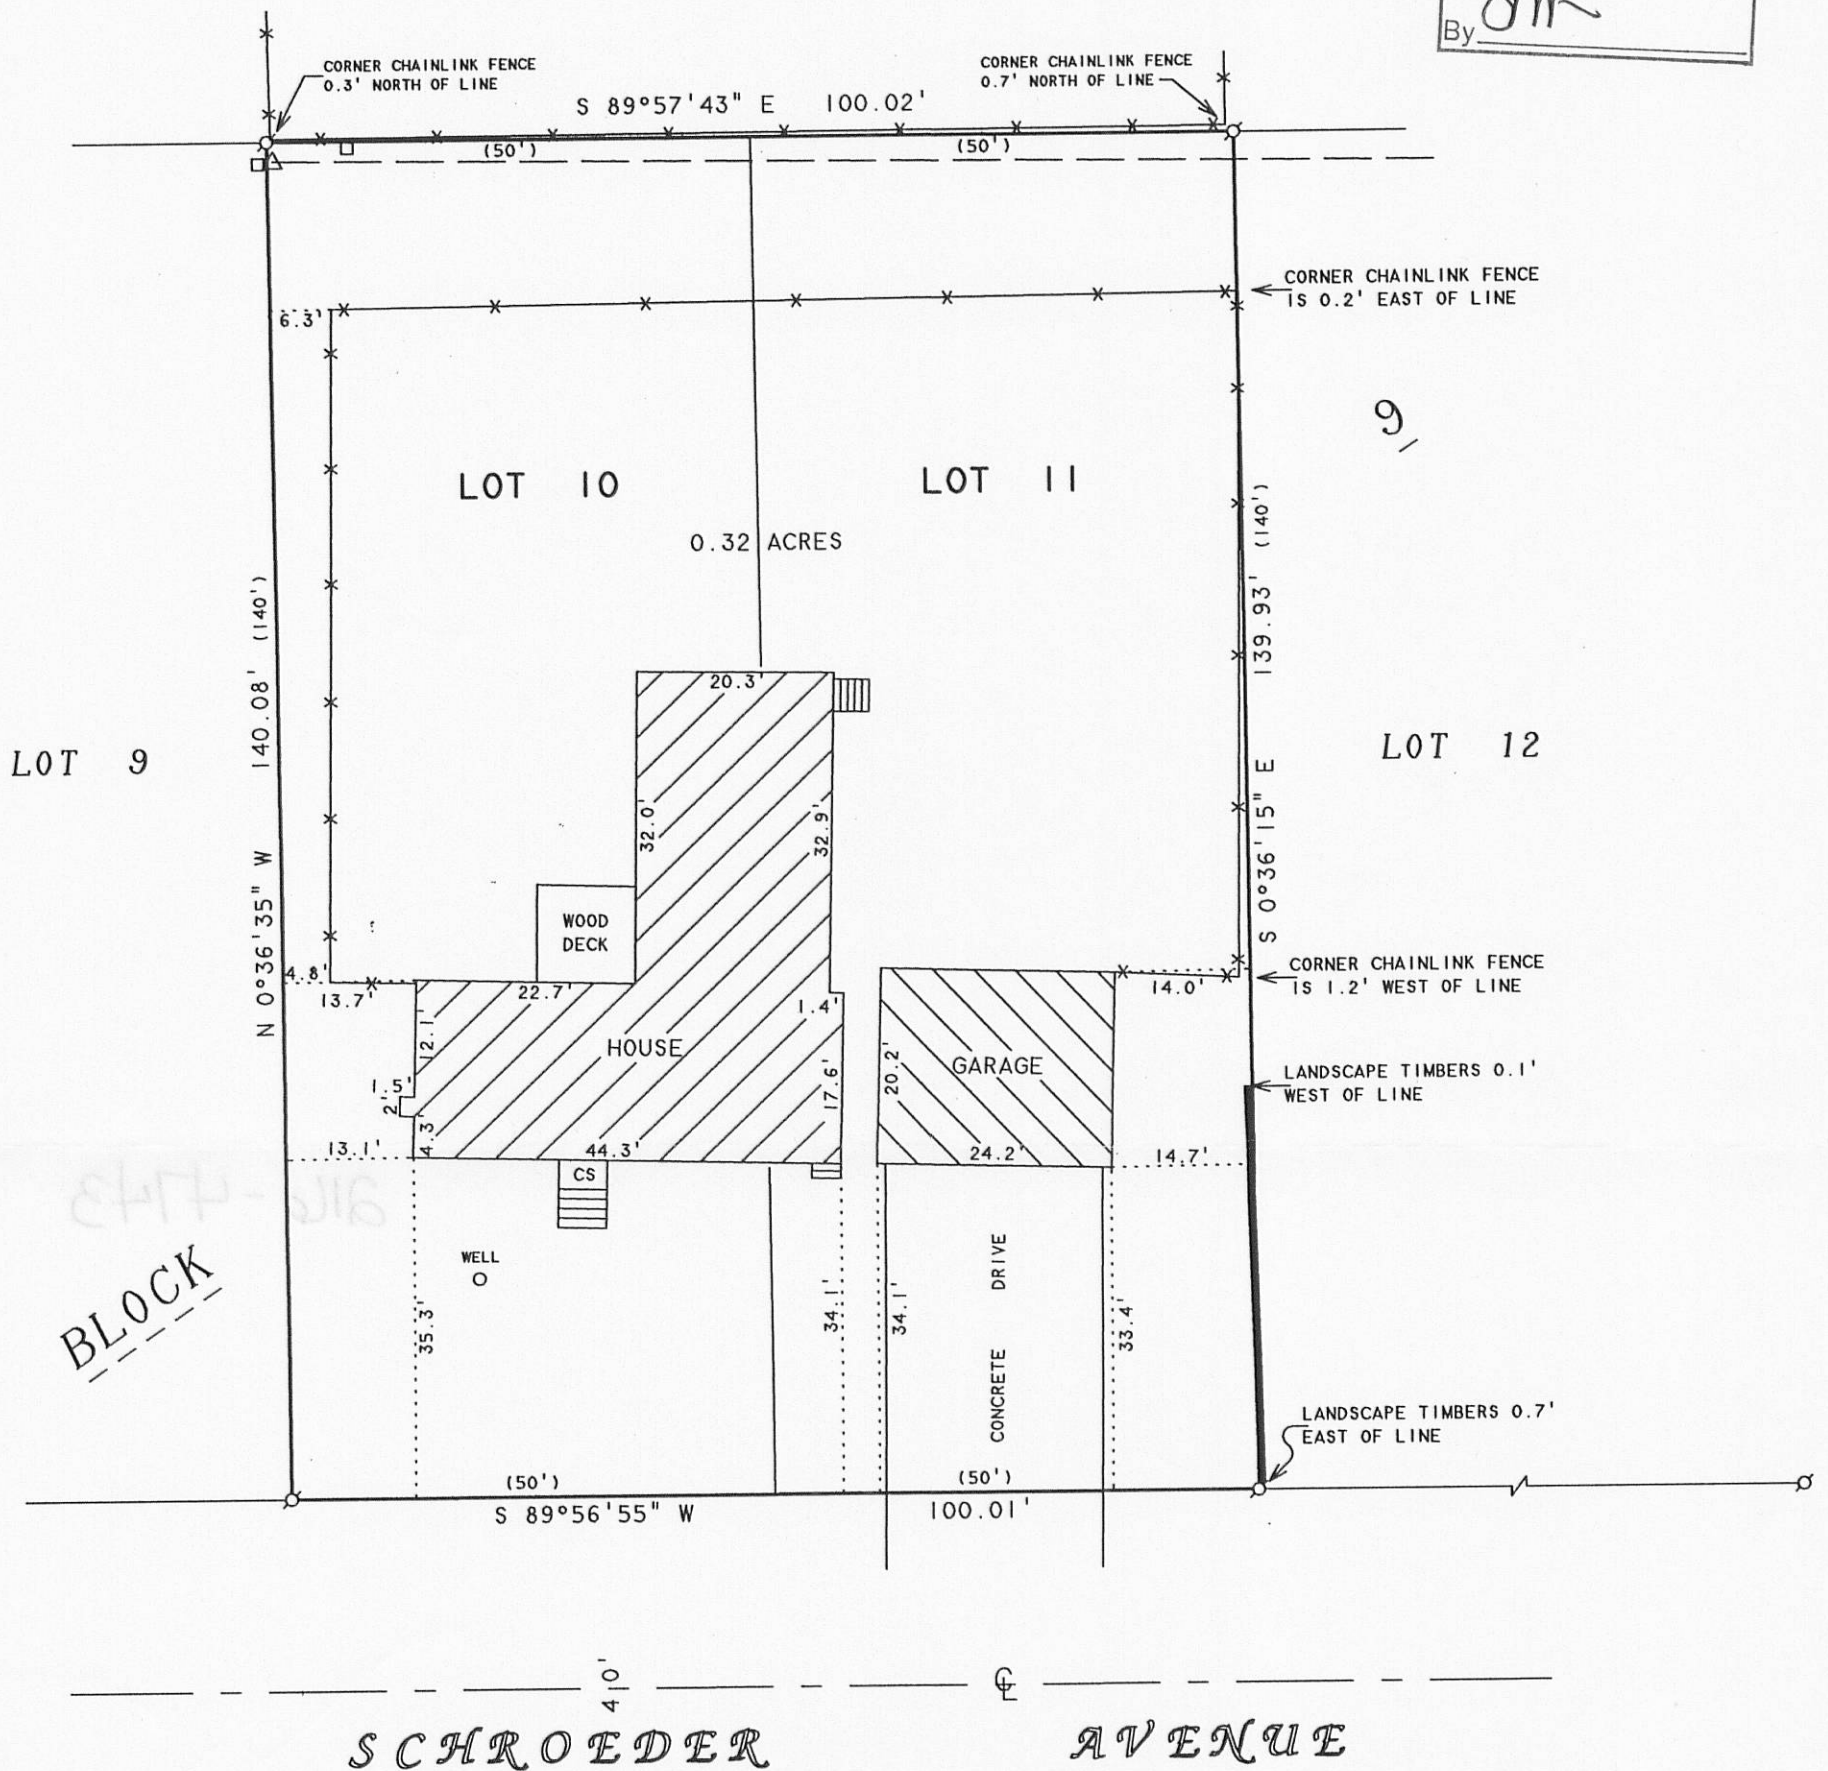 By
CORNER CHAINLINK FENCE
0.3' NORTH OF LINE
CORNER CHAINLINK FENCE
0.7' NORTH OF LINE
S 89°57'43" E 100.02'
(50')
(50')
6.3'
CORNER CHAINLINK FENCE
IS 0.2' EAST OF LINE
9
LOT 10
LOT 11
0.32 ACRES
N 0°36'35" W 140.08' (140')
S 0°36'15" E 139.93' (140')
LOT 9
LOT 12
20.3'
32.0'
32.9'
WOOD
DECK
4.8'
13.7'
22.7'
1.4'
14.0'
CORNER CHAINLINK FENCE
IS 1.2' WEST OF LINE
12.1'
HOUSE
17.6'
20.2'
GARAGE
1.5'
2'
4.3'
LANDSCAPE TIMBERS 0.1'
WEST OF LINE
13.1'
44.3'
24.2'
14.7'
CS
WELL
BLOCK
35.3'
34.1'
34.1'
CONCRETE DRIVE
33.4'
LANDSCAPE TIMBERS 0.7'
EAST OF LINE
(50')
(50')
S 89°56'55" W 100.01'
40'
CL
SCHROEDER AVENUE